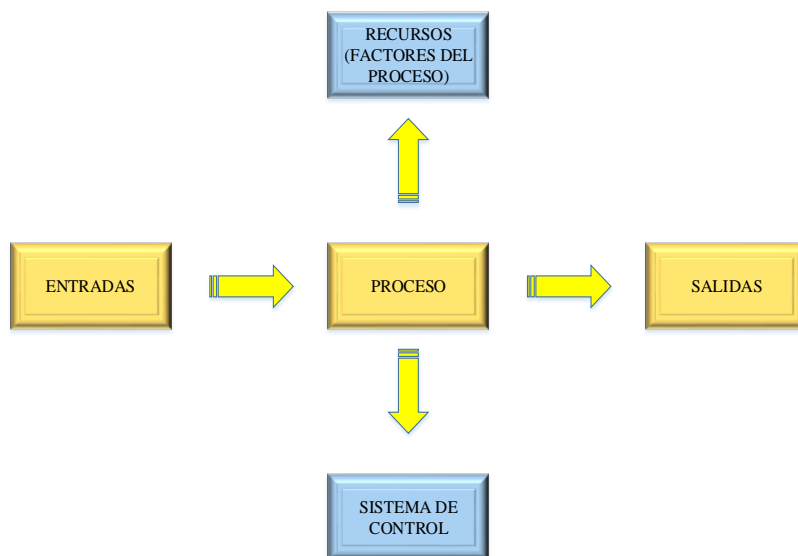 RECURSOS
(FACTORES DEL
PROCESO)
ENTRADAS
PROCESO
SALIDAS
SISTEMA DE
CONTROL